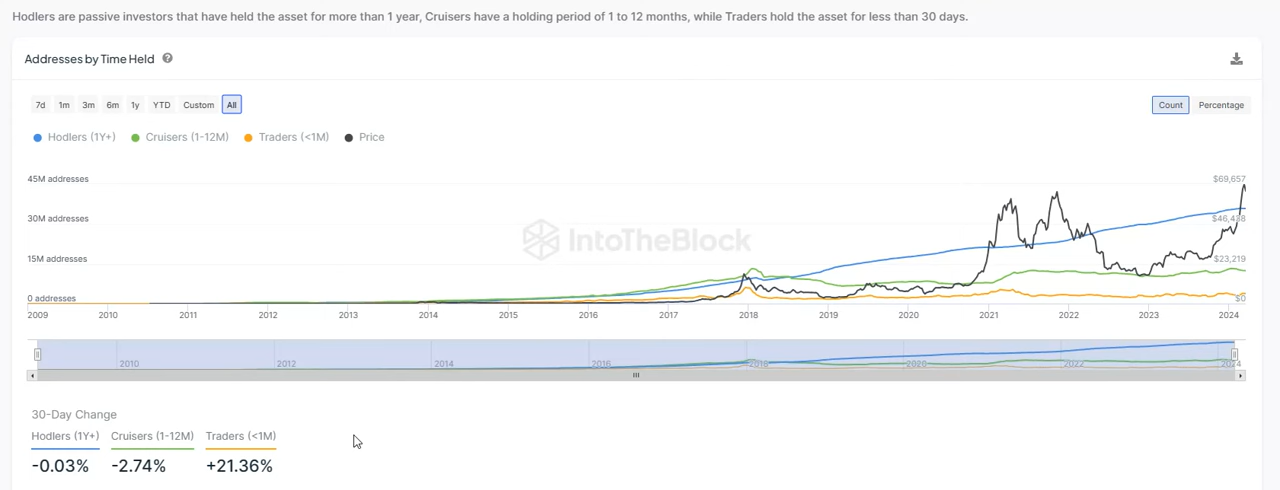 Hodlers are passive investors that have held the asset for more than 1 year, Cruisers have a holding period of 1 to 12 months, while Traders hold the asset for less than 30 days.
Addresses by Time Held ?
7d 1m 3m 6m 1y YTD Custom All Count Percentage
Hodlers (1Y+) Cruisers (1-12M) Traders (<1M) Price
45M addresses $69,657
30M addresses $46,438
IntoTheBlock
15M addresses $23,219
0 addresses $0
2009 2010 2011 2012 2013 2014 2015 2016 2017 2018 2019 2020 2021 2022 2023 2024
2010 2012 2014 2016 2018 2020 2022 2024
30-Day Change
Hodlers (1Y+) Cruisers (1-12M) Traders (<1M)
-0.03% -2.74% +21.36%